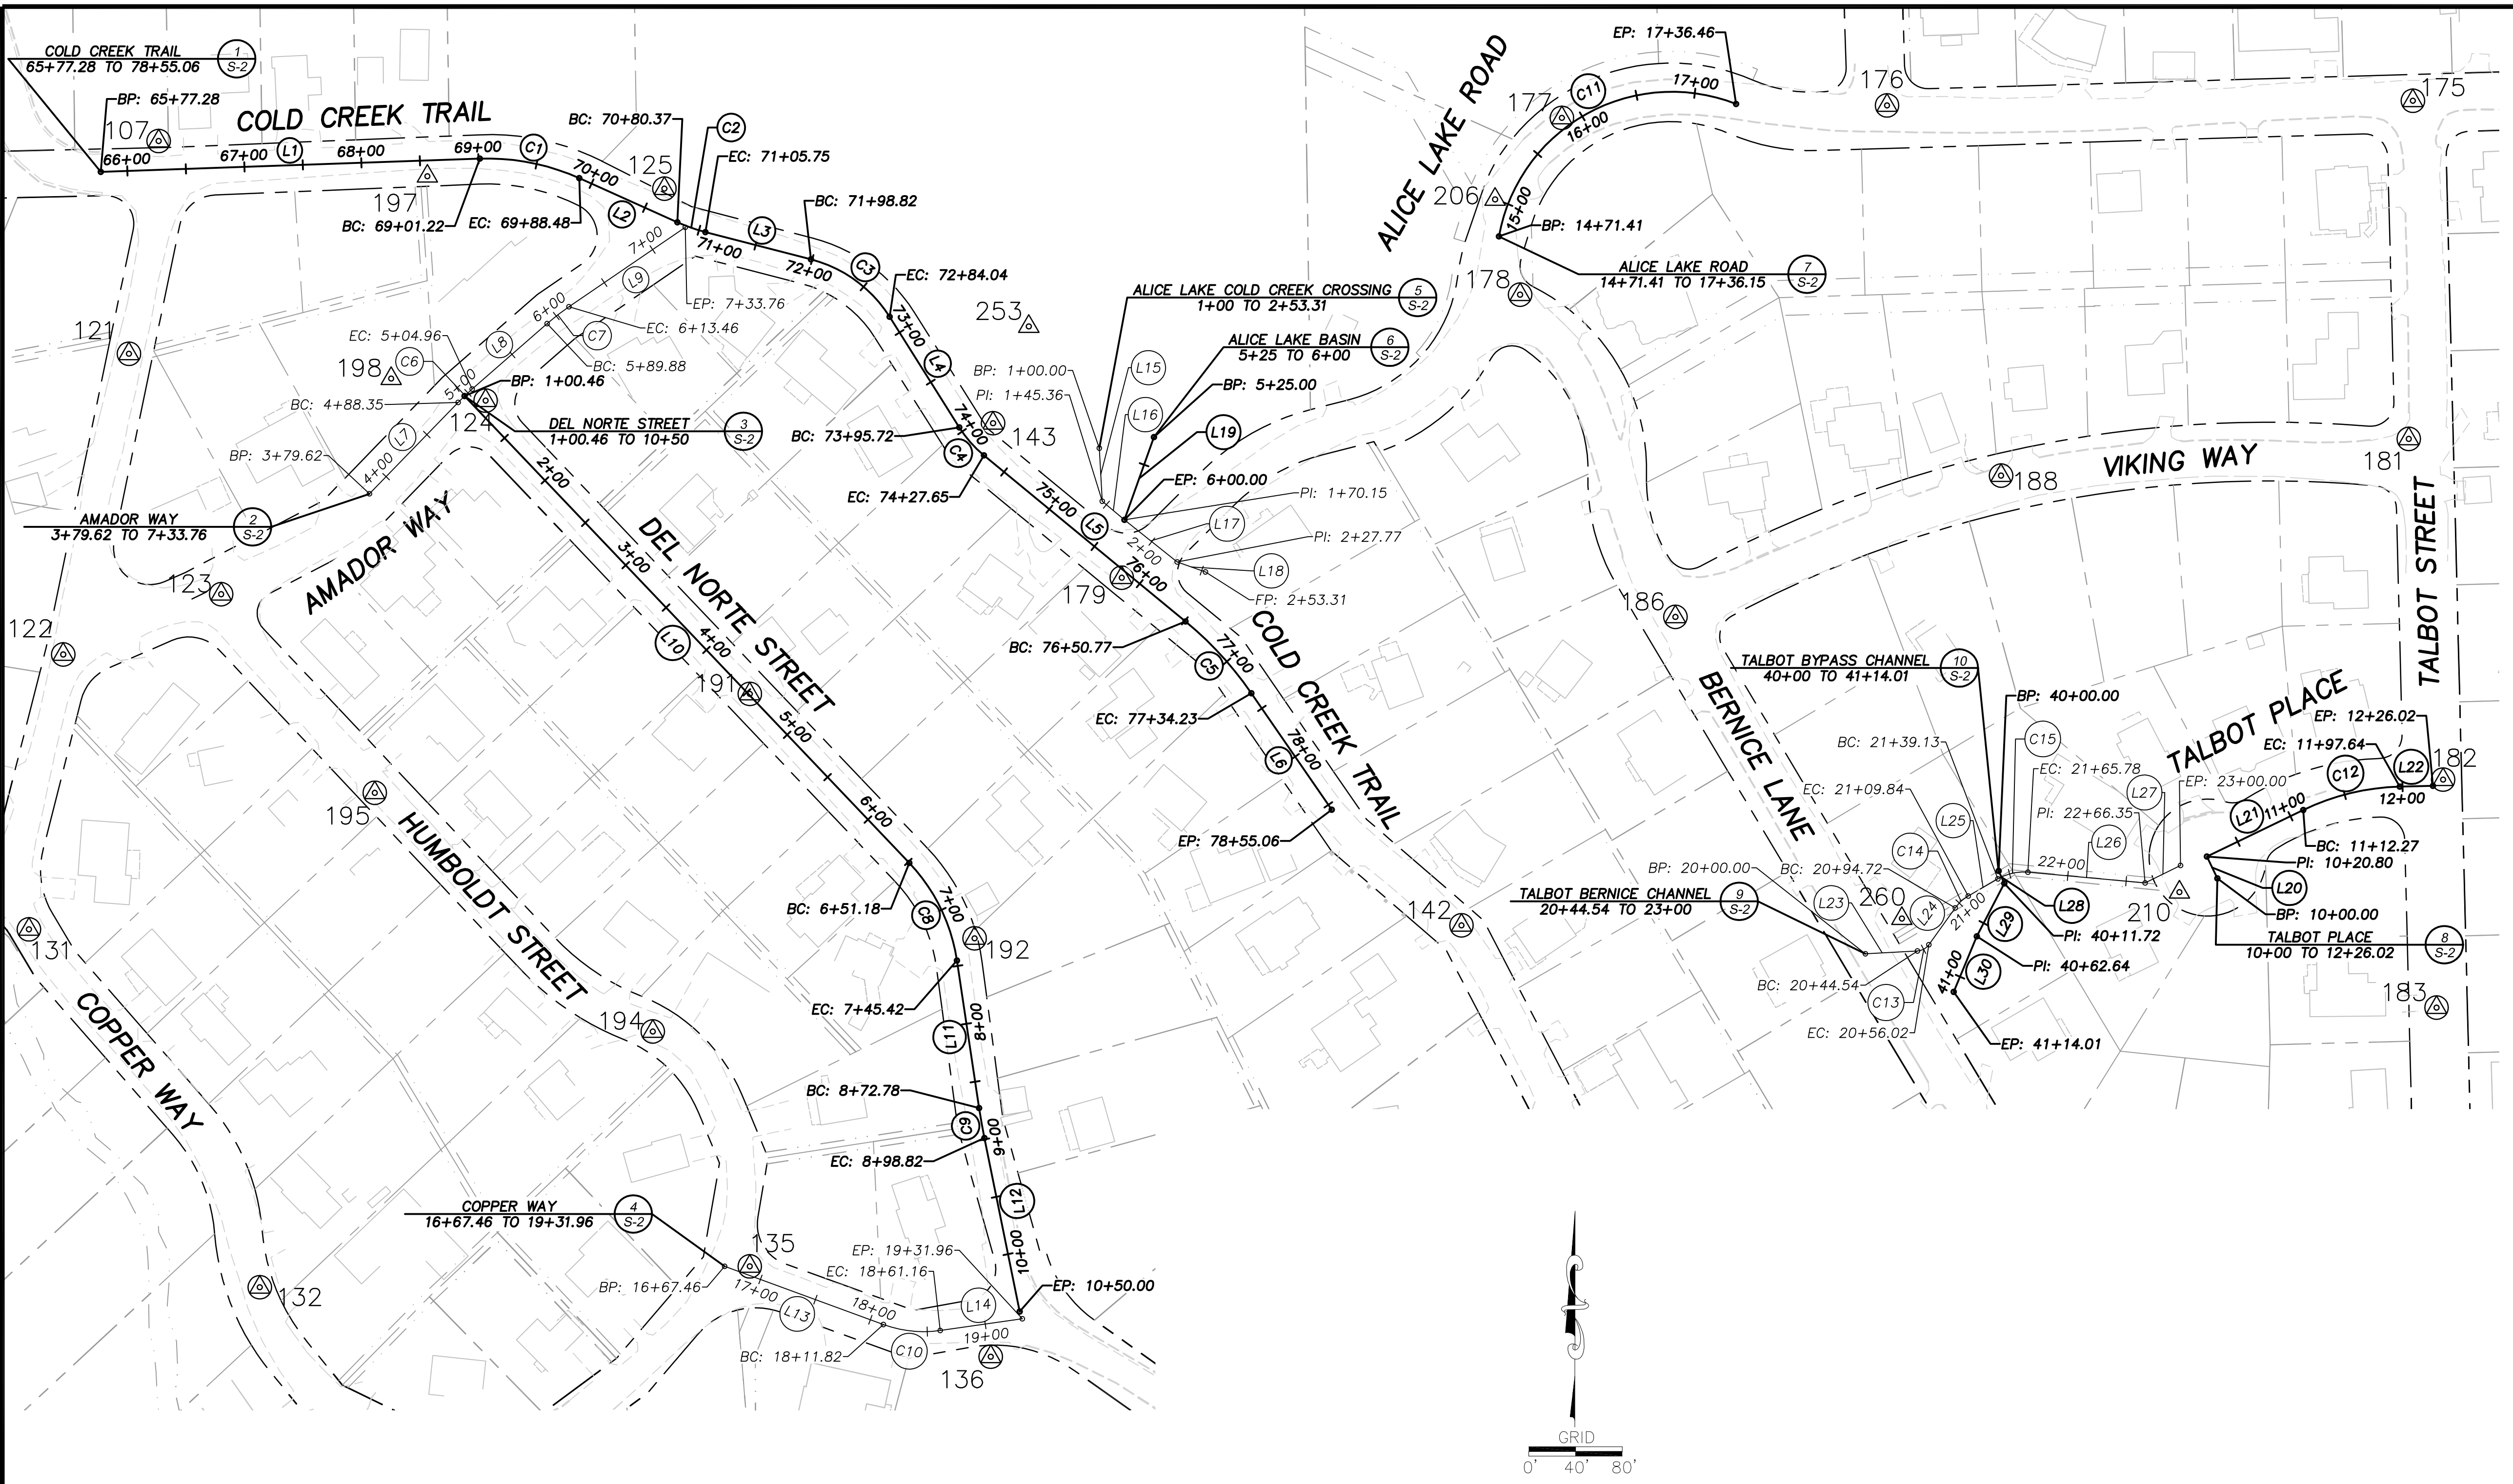 COLD CREEK TRAIL
65+77.28 TO 78+55.06
1
S-2
BP: 65+77.28
107
COLD CREEK TRAIL
66+00
67+00
L1
68+00
69+00
C1
70+00
L2
BC: 70+80.37
C2
EC: 71+05.75
125
197
BC: 69+01.22
EC: 69+88.48
7+00
71+00
L3
BC: 71+98.82
72+00
C3
EC: 72+84.04
73+00
253
L9
EP: 7+33.76
6+00
EC: 6+13.46
C7
BC: 5+89.88
L8
EC: 5+04.96
C6
198
121
5+00
BP: 1+00.46
BC: 4+88.35
124
DEL NORTE STREET
1+00.46 TO 10+50
3
S-2
L7
BP: 3+79.62
4+00
AMADOR WAY
3+79.62 TO 7+33.76
2
S-2
AMADOR WAY
123
122
L4
74+00
BC: 73+95.72
143
C4
EC: 74+27.65
75+00
L5
76+00
179
BC: 76+50.77
C5
77+00
EC: 77+34.23
78+00
L6
EP: 78+55.06
COLD CREEK TRAIL
ALICE LAKE COLD CREEK CROSSING
1+00 TO 2+53.31
5
S-2
ALICE LAKE BASIN
5+25 TO 6+00
6
S-2
BP: 1+00.00
L15
PI: 1+45.36
L16
BP: 5+25.00
L19
EP: 6+00.00
PI: 1+70.15
L17
PI: 2+27.77
2+00
L18
FP: 2+53.31
ALICE LAKE ROAD
EP: 17+36.46
17+00
C11
16+00
177
176
175
206
15+00
BP: 14+71.41
178
ALICE LAKE ROAD
14+71.41 TO 17+36.15
7
S-2
VIKING WAY
188
181
TALBOT STREET
186
BERNICE LANE
2+00
3+00
DEL NORTE STREET
L10
4+00
191
5+00
6+00
BC: 6+51.18
7+00
C8
192
EC: 7+45.42
L11
8+00
BC: 8+72.78
C9
9+00
EC: 8+98.82
L12
10+00
EP: 10+50.00
195
HUMBOLDT STREET
194
131
COPPER WAY
132
COPPER WAY
16+67.46 TO 19+31.96
4
S-2
135
BP: 16+67.46
17+00
L13
18+00
BC: 18+11.82
C10
EP: 19+31.96
EC: 18+61.16
L14
19+00
136
142
TALBOT BYPASS CHANNEL
40+00 TO 41+14.01
10
S-2
BP: 40+00.00
BC: 21+39.13
C15
EC: 21+65.78
EC: 21+09.84
L25
L27
EP: 23+00.00
PI: 22+66.35
L26
22+00
C14
BP: 20+00.00
BC: 20+94.72
TALBOT BERNICE CHANNEL
20+44.54 TO 23+00
9
S-2
L23
260
L24
21+00
L28
L29
PI: 40+11.72
PI: 40+62.64
L30
41+00
BC: 20+44.54
C13
EC: 20+56.02
EP: 41+14.01
TALBOT PLACE
EP: 12+26.02
EC: 11+97.64
182
C12
L22
12+00
11+00
L21
BC: 11+12.27
PI: 10+20.80
L20
BP: 10+00.00
210
TALBOT PLACE
10+00 TO 12+26.02
8
S-2
183
GRID
0' 40' 80'